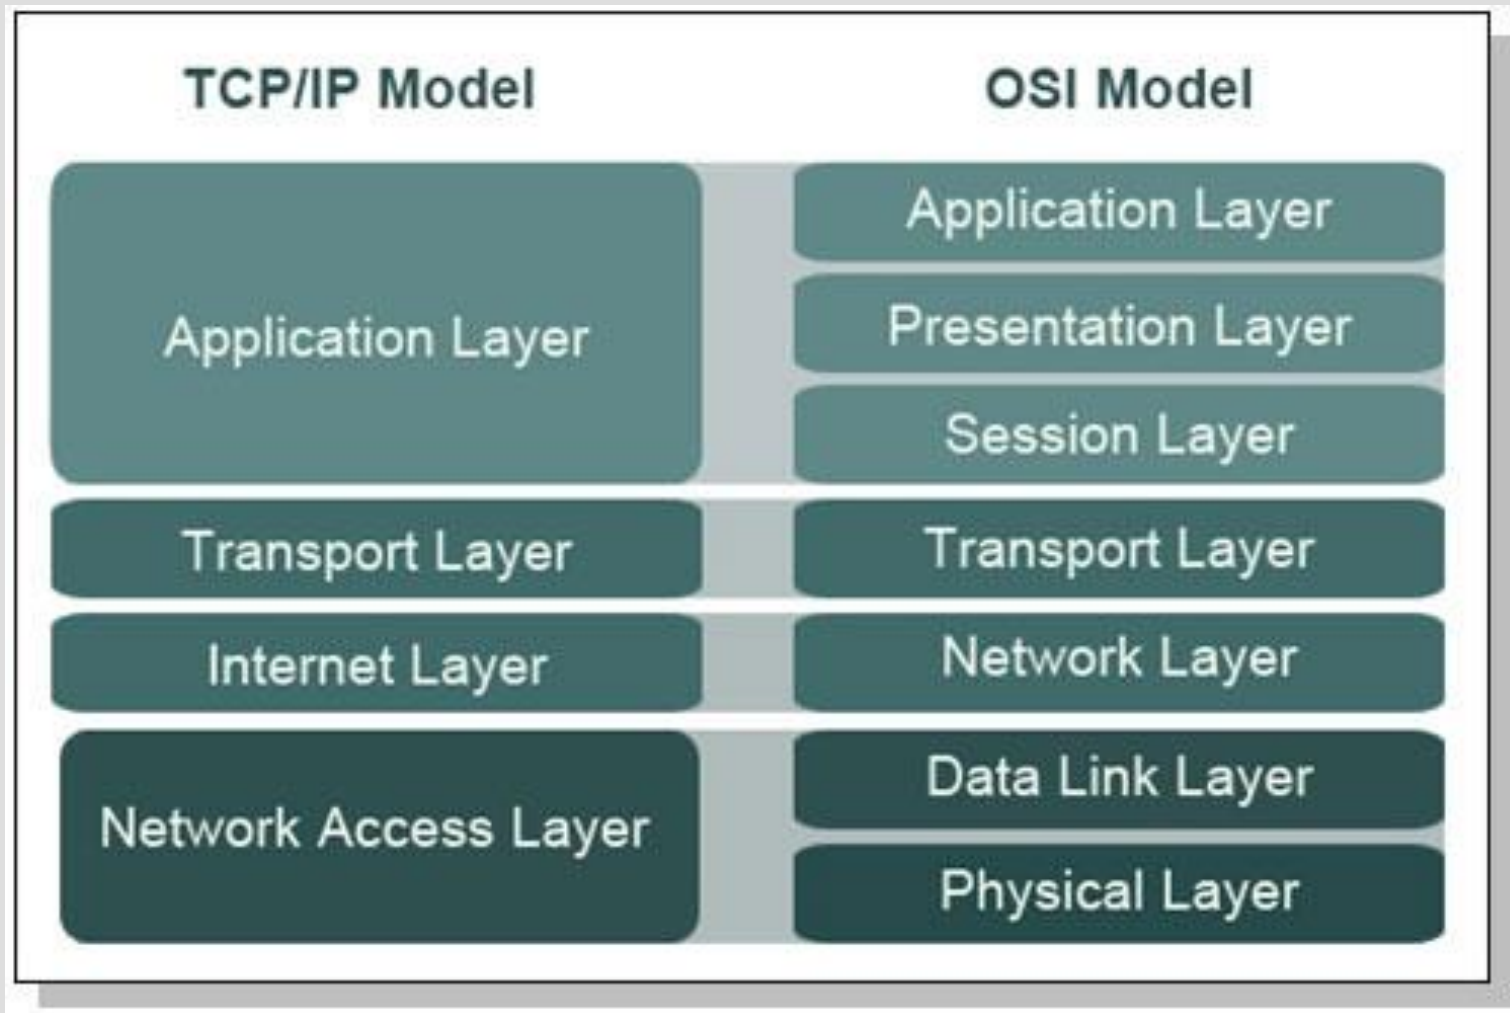 TCP/IP Model
OSI Model
Application Layer
Transport Layer
Internet Layer
Network Access Layer
Application Layer
Presentation Layer
Session Layer
Transport Layer
Network Layer
Data Link Layer
Physical Layer